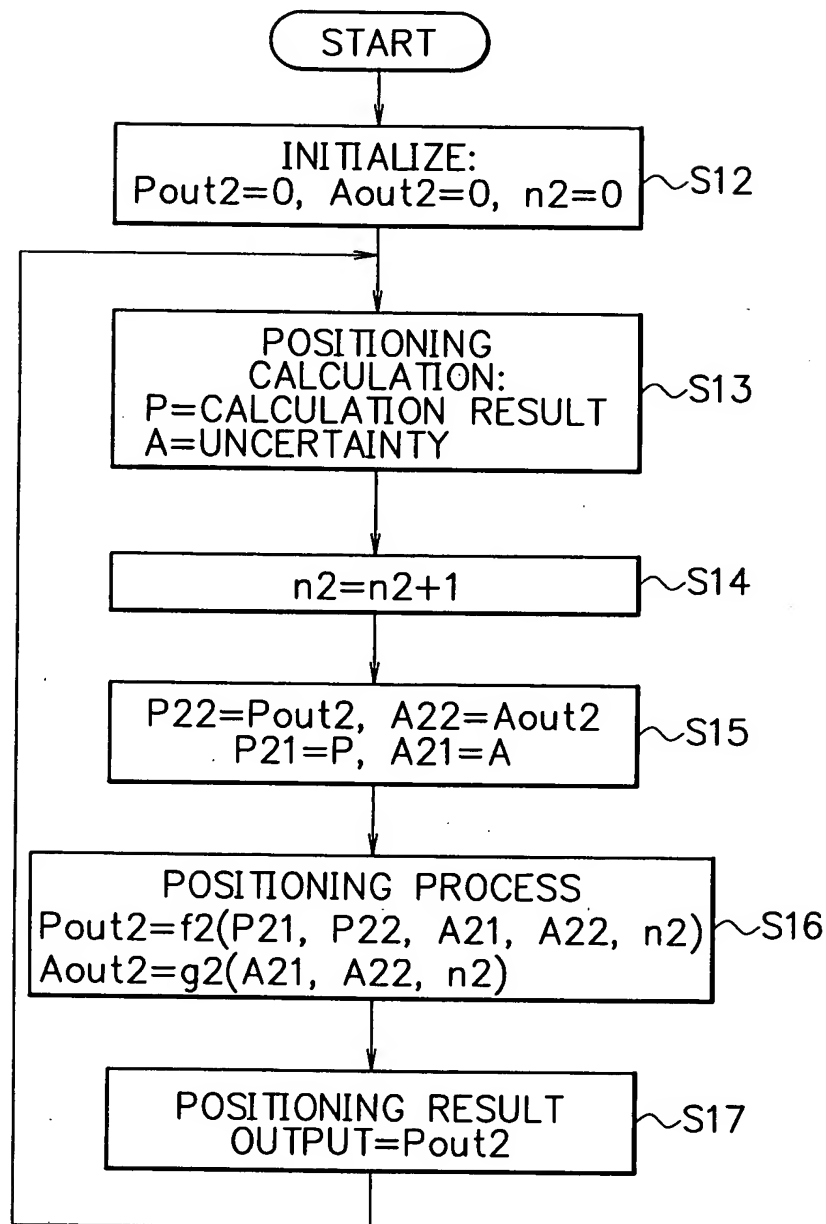 START
INITIALIZE:
Pout2=0, Aout2=0, n2=0
S12
POSITIONING
CALCULATION:
P=CALCULATION RESULT
A=UNCERTAINTY
S13
n2=n2+1
S14
P22=Pout2, A22=Aout2
P21=P, A21=A
S15
POSITIONING PROCESS
Pout2=f2(P21, P22, A21, A22, n2)
Aout2=g2(A21, A22, n2)
S16
POSITIONING RESULT
OUTPUT=Pout2
S17